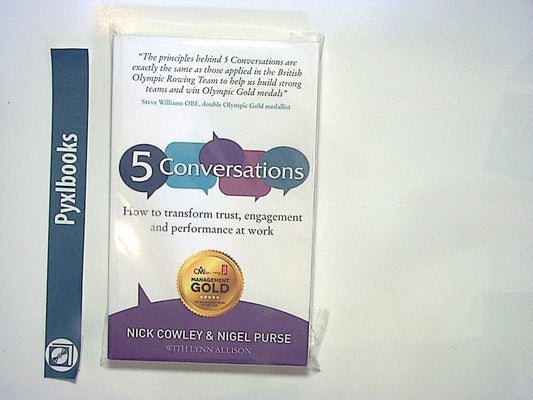 "The principles behind 5 Conversations are
exactly the same as those applied in the British
Olympic Rowing Team to help us build strong
teams and win Olympic Gold medals"
Steve Williams OBE, double Olympic Gold medallist
5 Conversations
How to transform trust, engagement
and performance at work
CMI
MANAGEMENT
GOLD
NICK COWLEY & NIGEL PURSE
WITH LYNN ALLISON
Pyxlbooks